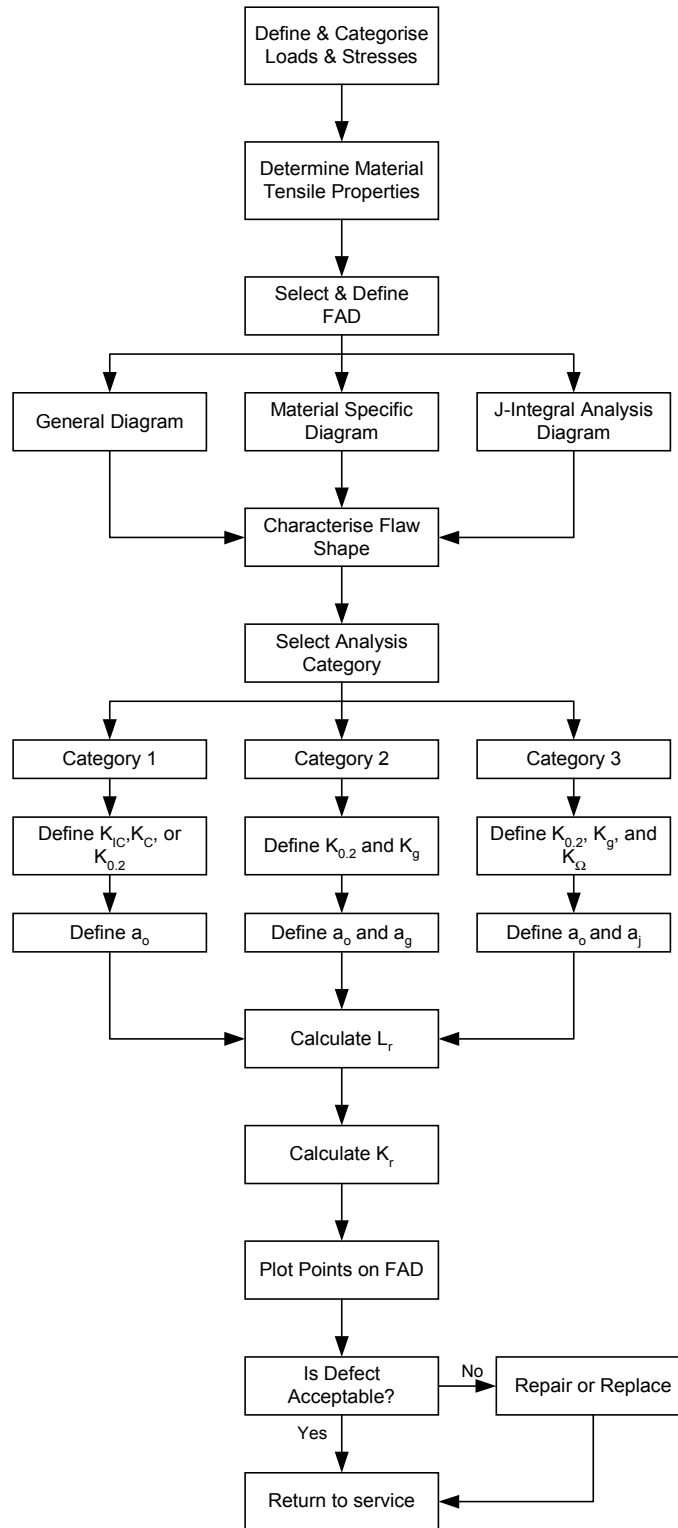 Define & Categorise
Loads & Stresses
Determine Material
Tensile Properties
Select & Define
FAD
General Diagram
Material Specific
Diagram
J-Integral Analysis
Diagram
Characterise Flaw
Shape
Select Analysis
Category
Category 1
Category 2
Category 3
Define K_IC,K_C, or
K_0.2
Define K_0.2 and K_g
Define K_0.2, K_g, and
K_Ω
Define a_o
Define a_o and a_g
Define a_o and a_j
Calculate L_r
Calculate K_r
Plot Points on FAD
Is Defect
Acceptable?
No
Repair or Replace
Yes
Return to service